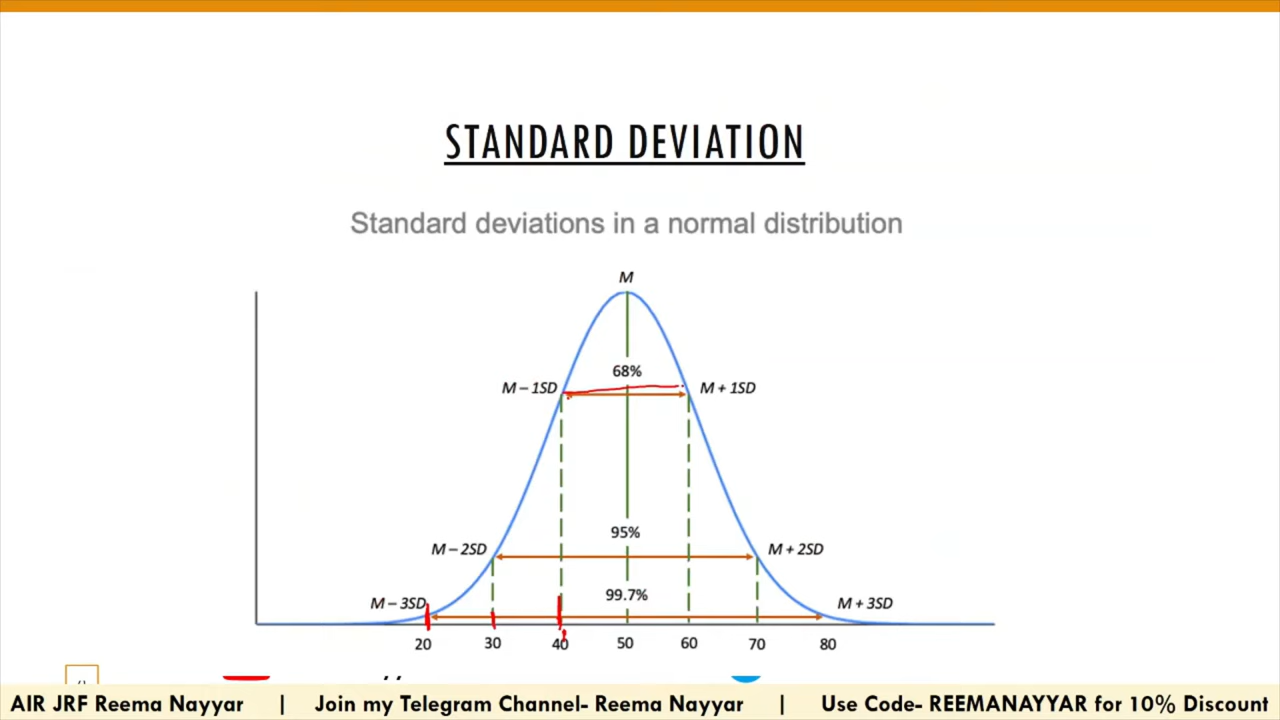 STANDARD DEVIATION
Standard deviations in a normal distribution
M
68%
M – 1SD
M + 1SD
95%
M – 2SD
M + 2SD
99.7%
M – 3SD
M + 3SD
20 30 40 50 60 70 80
AIR JRF Reema Nayyar | Join my Telegram Channel- Reema Nayyar | Use Code- REEMANAYYAR for 10% Discount